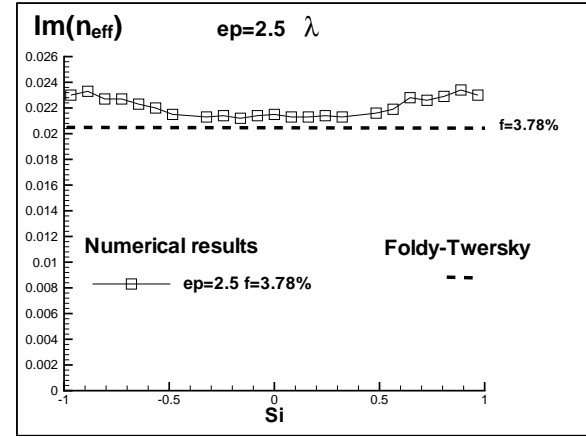 Im(neff) ep=2.5 λ
0.026
0.024
0.022
0.02
f=3.78%
0.018
0.016
0.014
0.012
Numerical results Foldy-Twersky
0.01
0.008
ep=2.5 f=3.78%
0.006
0.004
0.002
0
-1 -0.5 0 0.5 1
Si